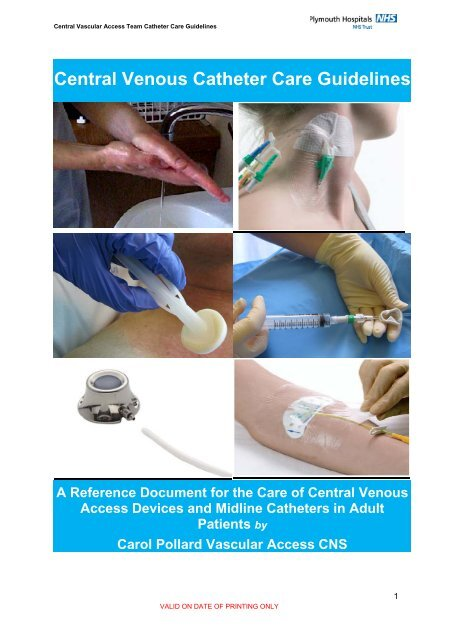 Central Vascular Access Team Catheter Care Guidelines
Plymouth Hospitals NHS
NHS Trust
Central Venous Catheter Care Guidelines
A Reference Document for the Care of Central Venous
Access Devices and Midline Catheters in Adult
Patients by
Carol Pollard Vascular Access CNS
1
VALID ON DATE OF PRINTING ONLY